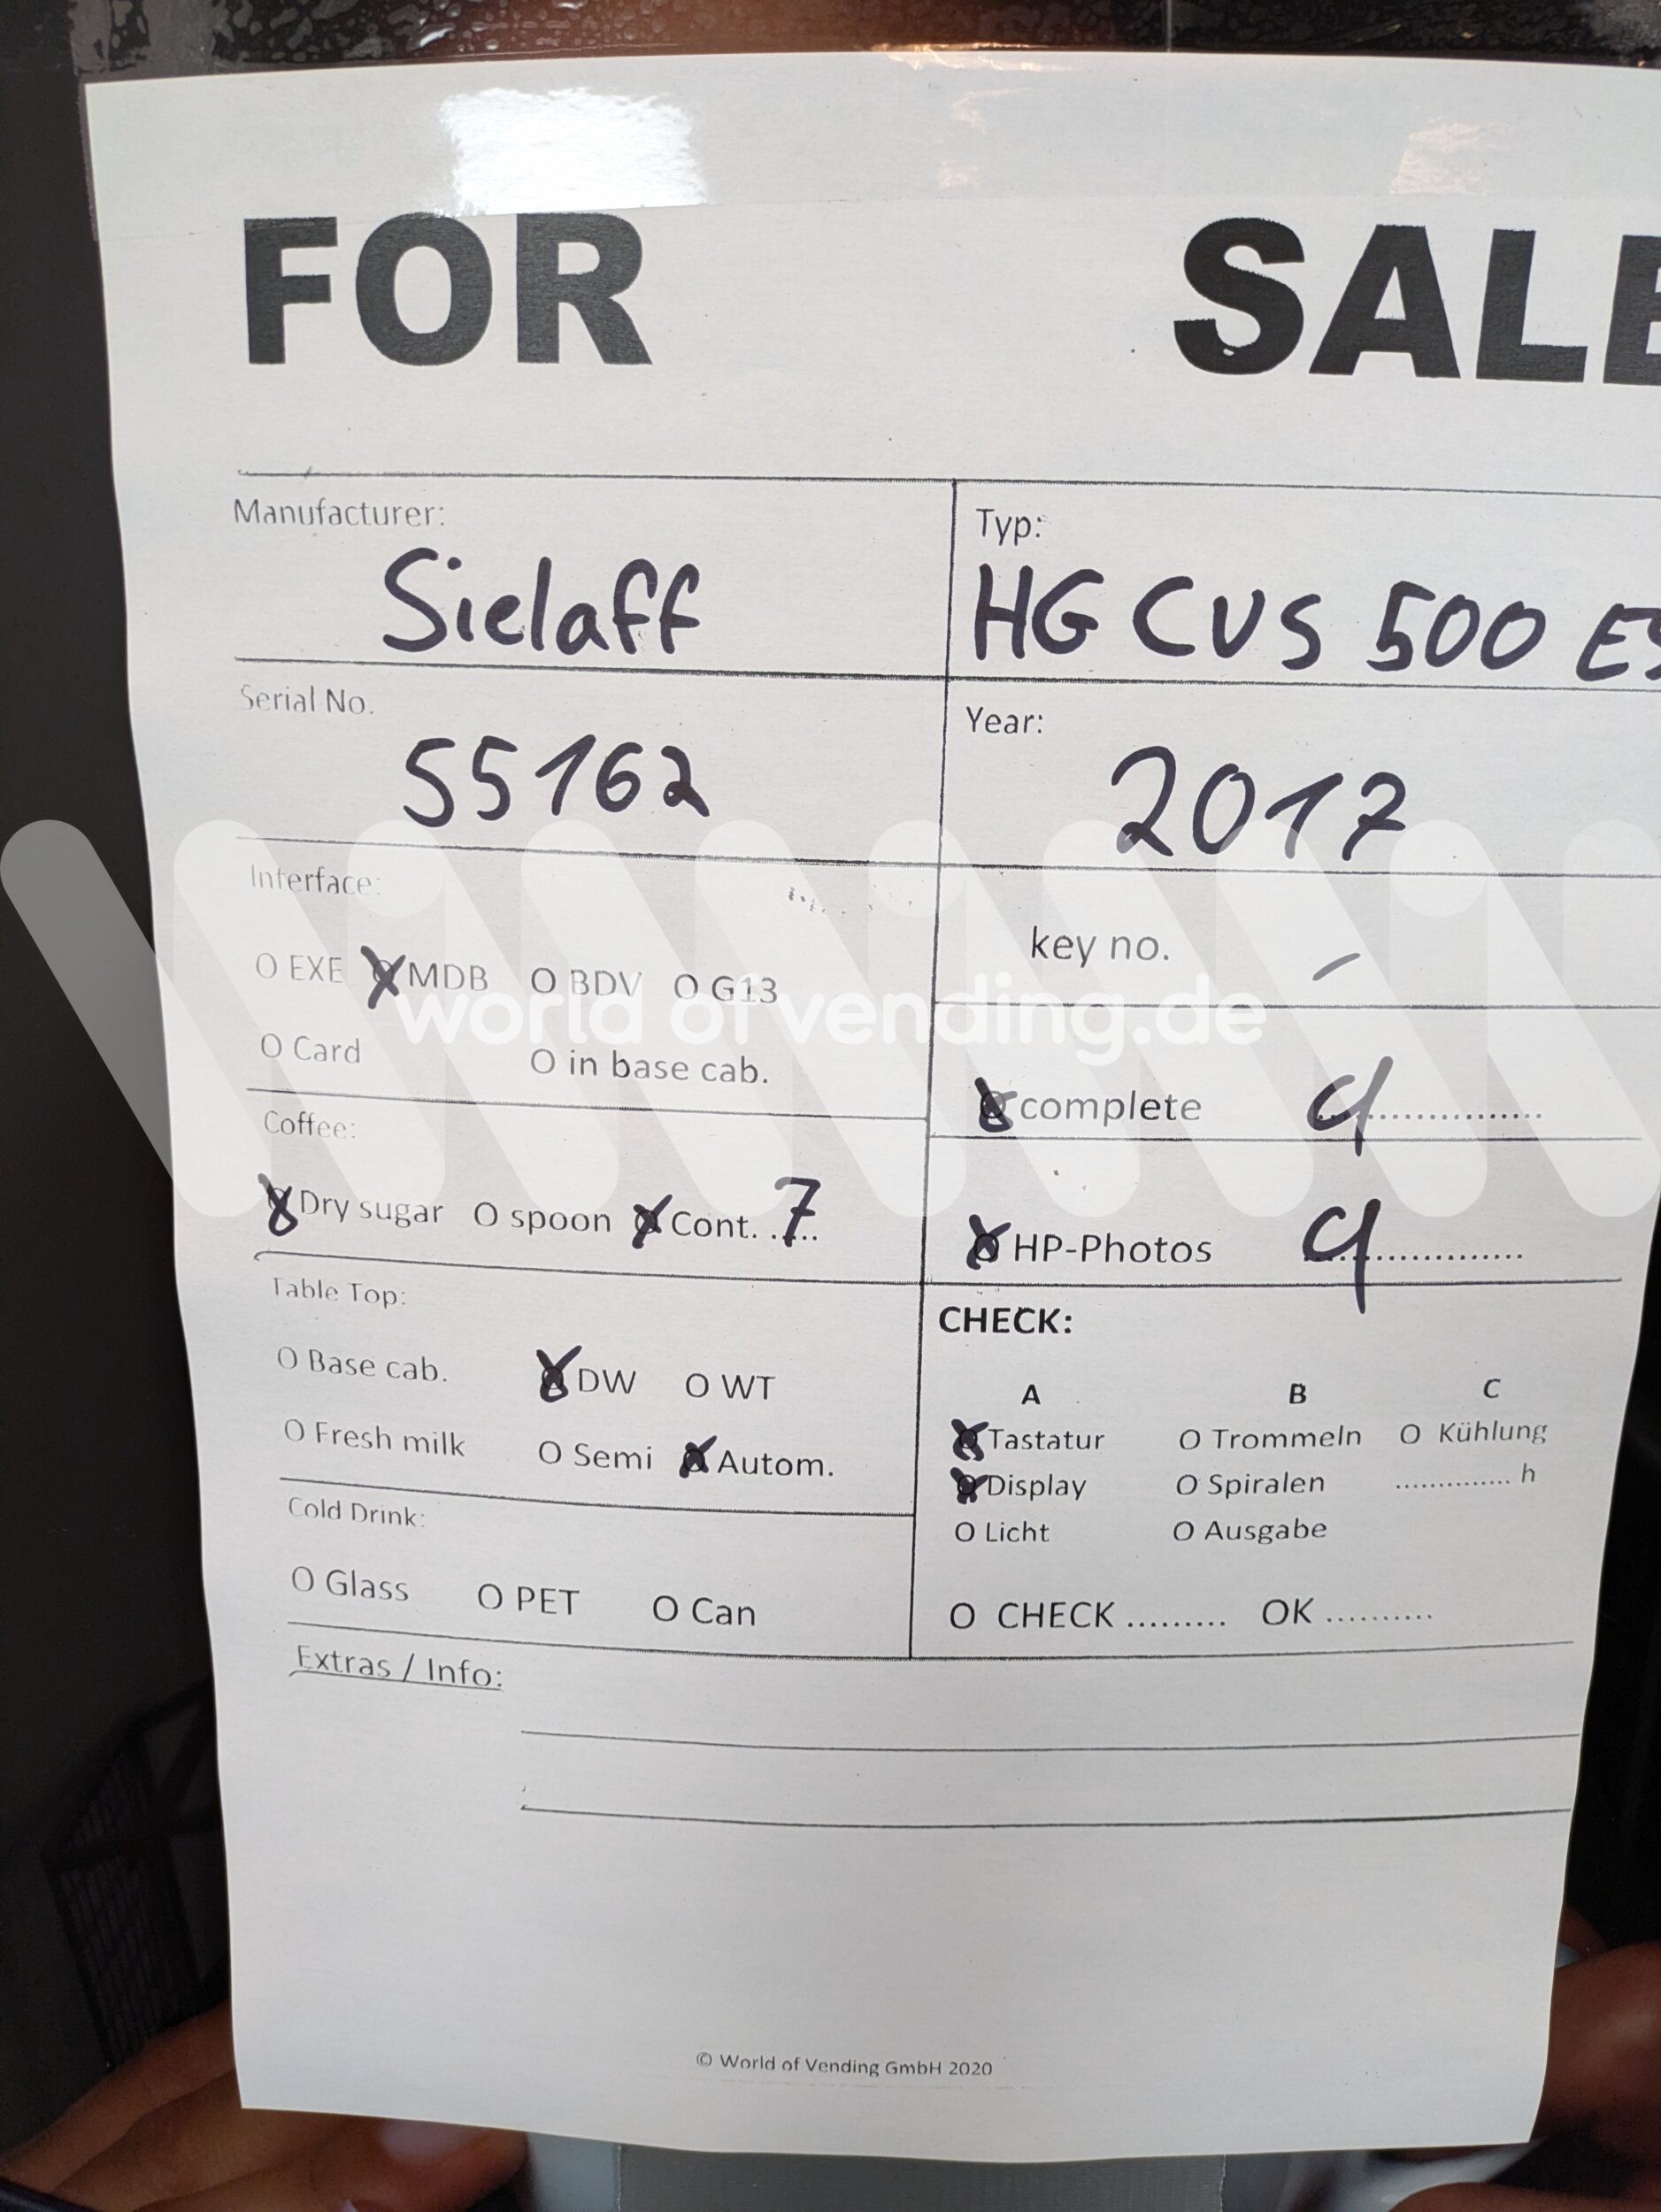 FOR SALE
Manufacturer: Typ:
Sielaff HG CVS 500 ES
Serial No. Year:
55162 2017
Interface:
O EXE X MDB O BDV O G13
key no. –
world of vending.de
O Card O in base cab.
X complete
Coffee:
X Dry sugar O spoon X Cont. 7
X HP-Photos
Table Top:
CHECK:
O Base cab. X DW O WT
A B C
O Fresh milk O Semi X Autom.
X Tastatur O Trommeln O Kühlung
X Display O Spiralen .............. h
Cold Drink:
O Licht O Ausgabe
O Glass O PET O Can
O CHECK ......... OK ..........
Extras / Info:
© World of Vending GmbH 2020